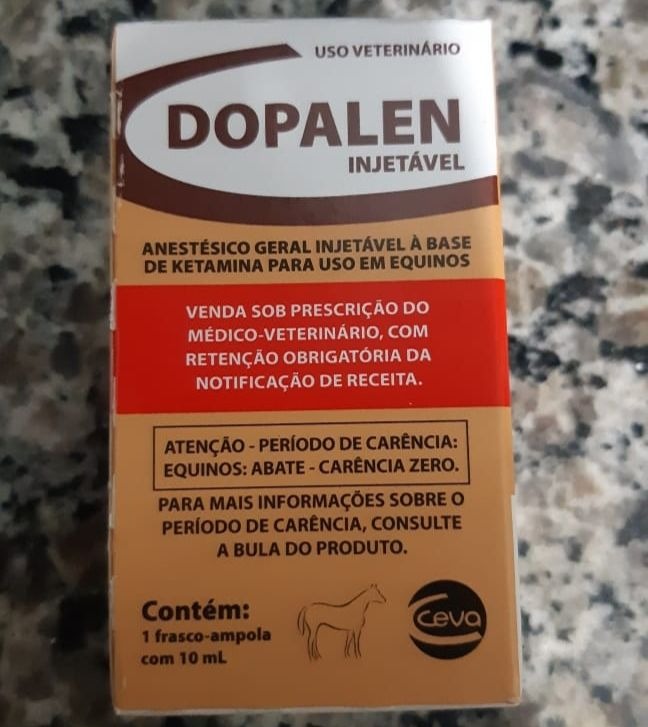 USO VETERINÁRIO
DOPALEN
INJETÁVEL
ANESTÉSICO GERAL INJETÁVEL À BASE
DE KETAMINA PARA USO EM EQUINOS
VENDA SOB PRESCRIÇÃO DO
MÉDICO-VETERINÁRIO, COM
RETENÇÃO OBRIGATÓRIA DA
NOTIFICAÇÃO DE RECEITA.
ATENÇÃO - PERÍODO DE CARÊNCIA:
EQUINOS: ABATE - CARÊNCIA ZERO.
PARA MAIS INFORMAÇÕES SOBRE O
PERÍODO DE CARÊNCIA, CONSULTE
A BULA DO PRODUTO.
Contém:
1 frasco-ampola
com 10 mL
Ceva